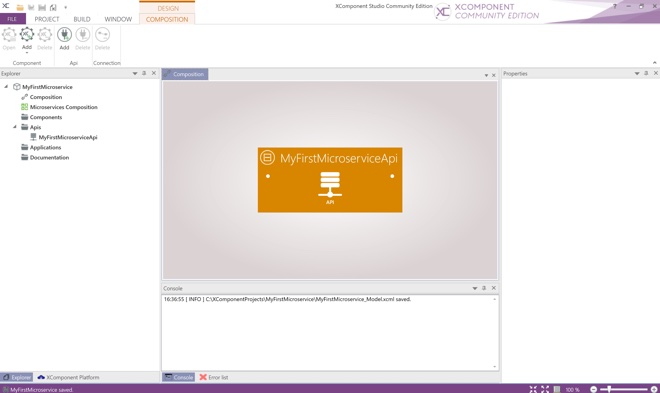 DESIGN
XComponent Studio Community Edition
XCOMPONENT
COMMUNITY EDITION
FILE
PROJECT
BUILD
WINDOW
COMPOSITION
Open
Add
Delete
Add
Delete
Delete
Component
Api
Connection
Explorer
MyFirstMicroservice
Composition
Microservices Composition
Components
Apis
MyFirstMicroserviceApi
Applications
Documentation
Composition
MyFirstMicroserviceApi
API
Properties
Console
16:36:55 | INFO | C:\XComponentProjects\MyFirstMicroservice\MyFirstMicroservice_Model.xcml saved.
Explorer
XComponent Platform
Console
Error list
MyFirstMicroservice saved.
100 %